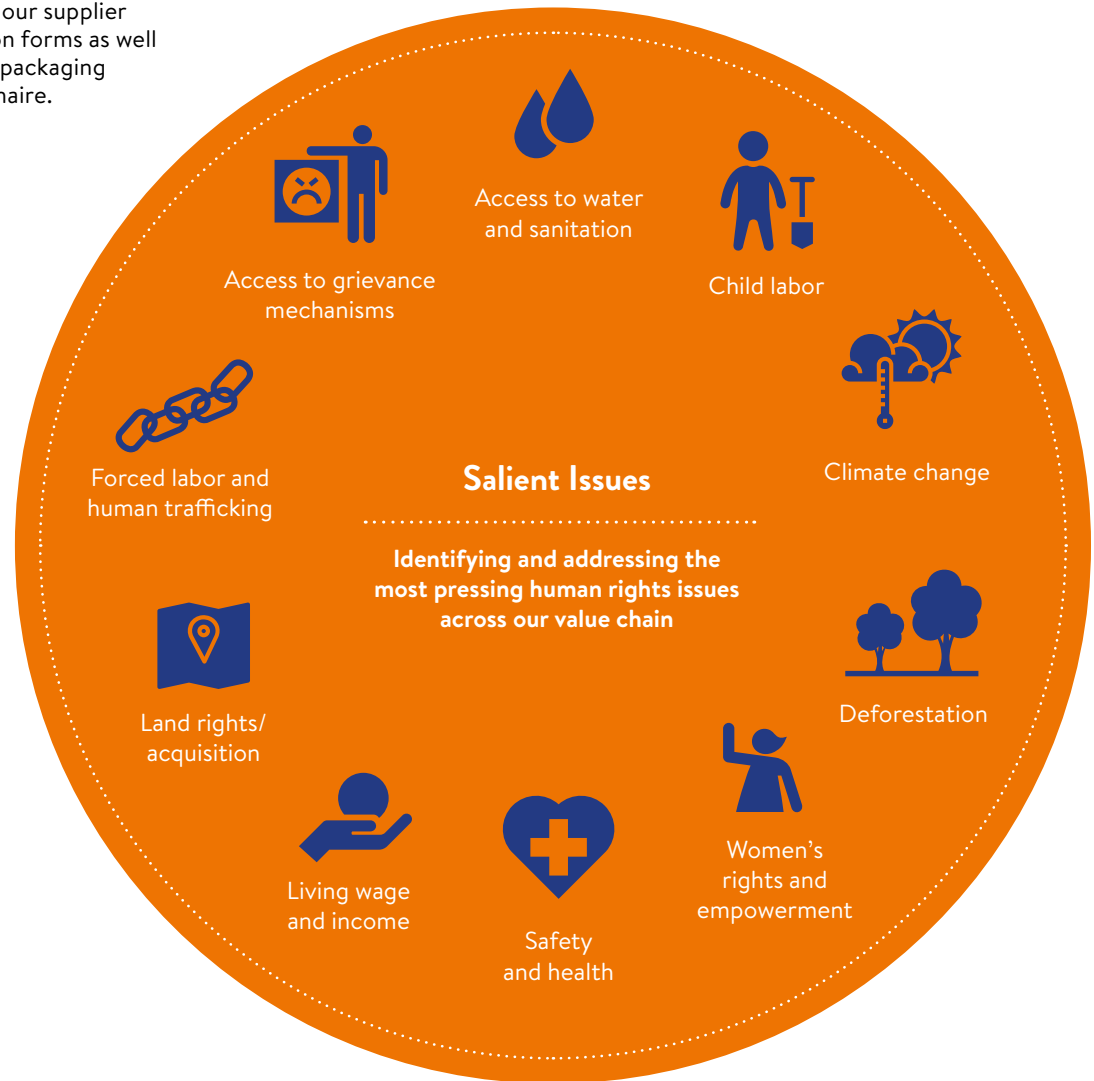 our supplier
on forms as well
packaging
naire.
Access to water
and sanitation
Child labor
Access to grievance
mechanisms
Climate change
Forced labor and
human trafficking
Salient Issues
Identifying and addressing the
most pressing human rights issues
across our value chain
Deforestation
Land rights/
acquisition
Women’s
rights and
empowerment
Living wage
and income
Safety
and health